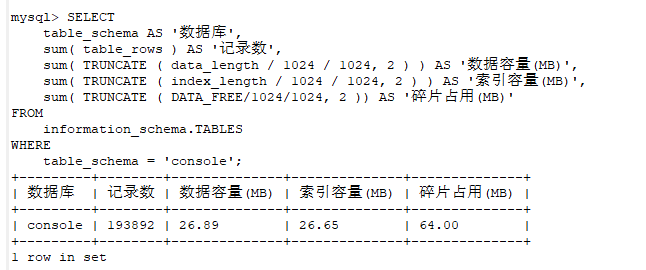 mysql> SELECT
    table_schema AS '数据库',
    sum( table_rows ) AS '记录数',
    sum( TRUNCATE ( data_length / 1024 / 1024, 2 ) ) AS '数据容量(MB)',
    sum( TRUNCATE ( index_length / 1024 / 1024, 2 ) ) AS '索引容量(MB)',
    sum( TRUNCATE ( DATA_FREE/1024/1024, 2 )) AS '碎片占用(MB)'
FROM
    information_schema.TABLES
WHERE
    table_schema = 'console';
+---------+--------+--------------+--------------+--------------+
| 数据库  | 记录数 | 数据容量(MB) | 索引容量(MB) | 碎片占用(MB) |
+---------+--------+--------------+--------------+--------------+
| console | 193892 | 26.89        | 26.65        | 64.00        |
+---------+--------+--------------+--------------+--------------+
1 row in set